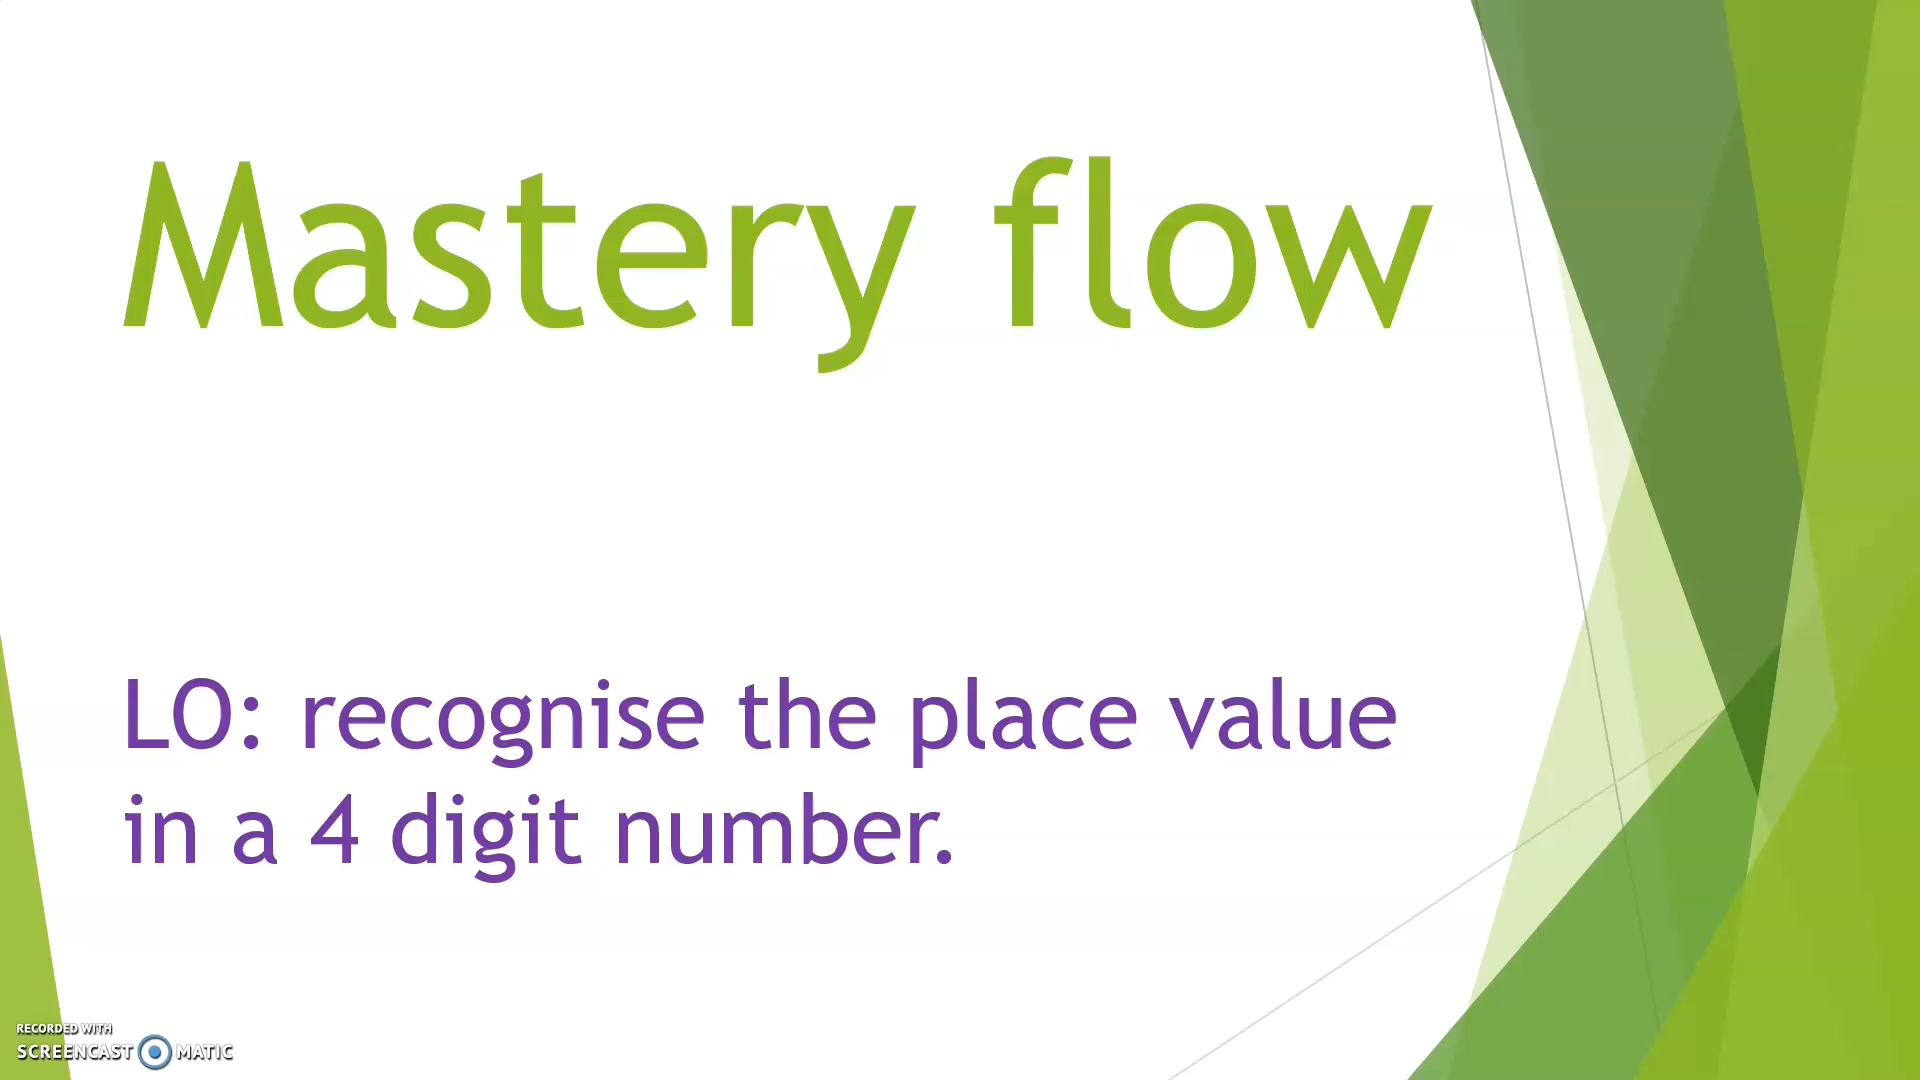 Mastery flow
LO: recognise the place value
in a 4 digit number.
RECORDED WITH
SCREENCAST MATIC